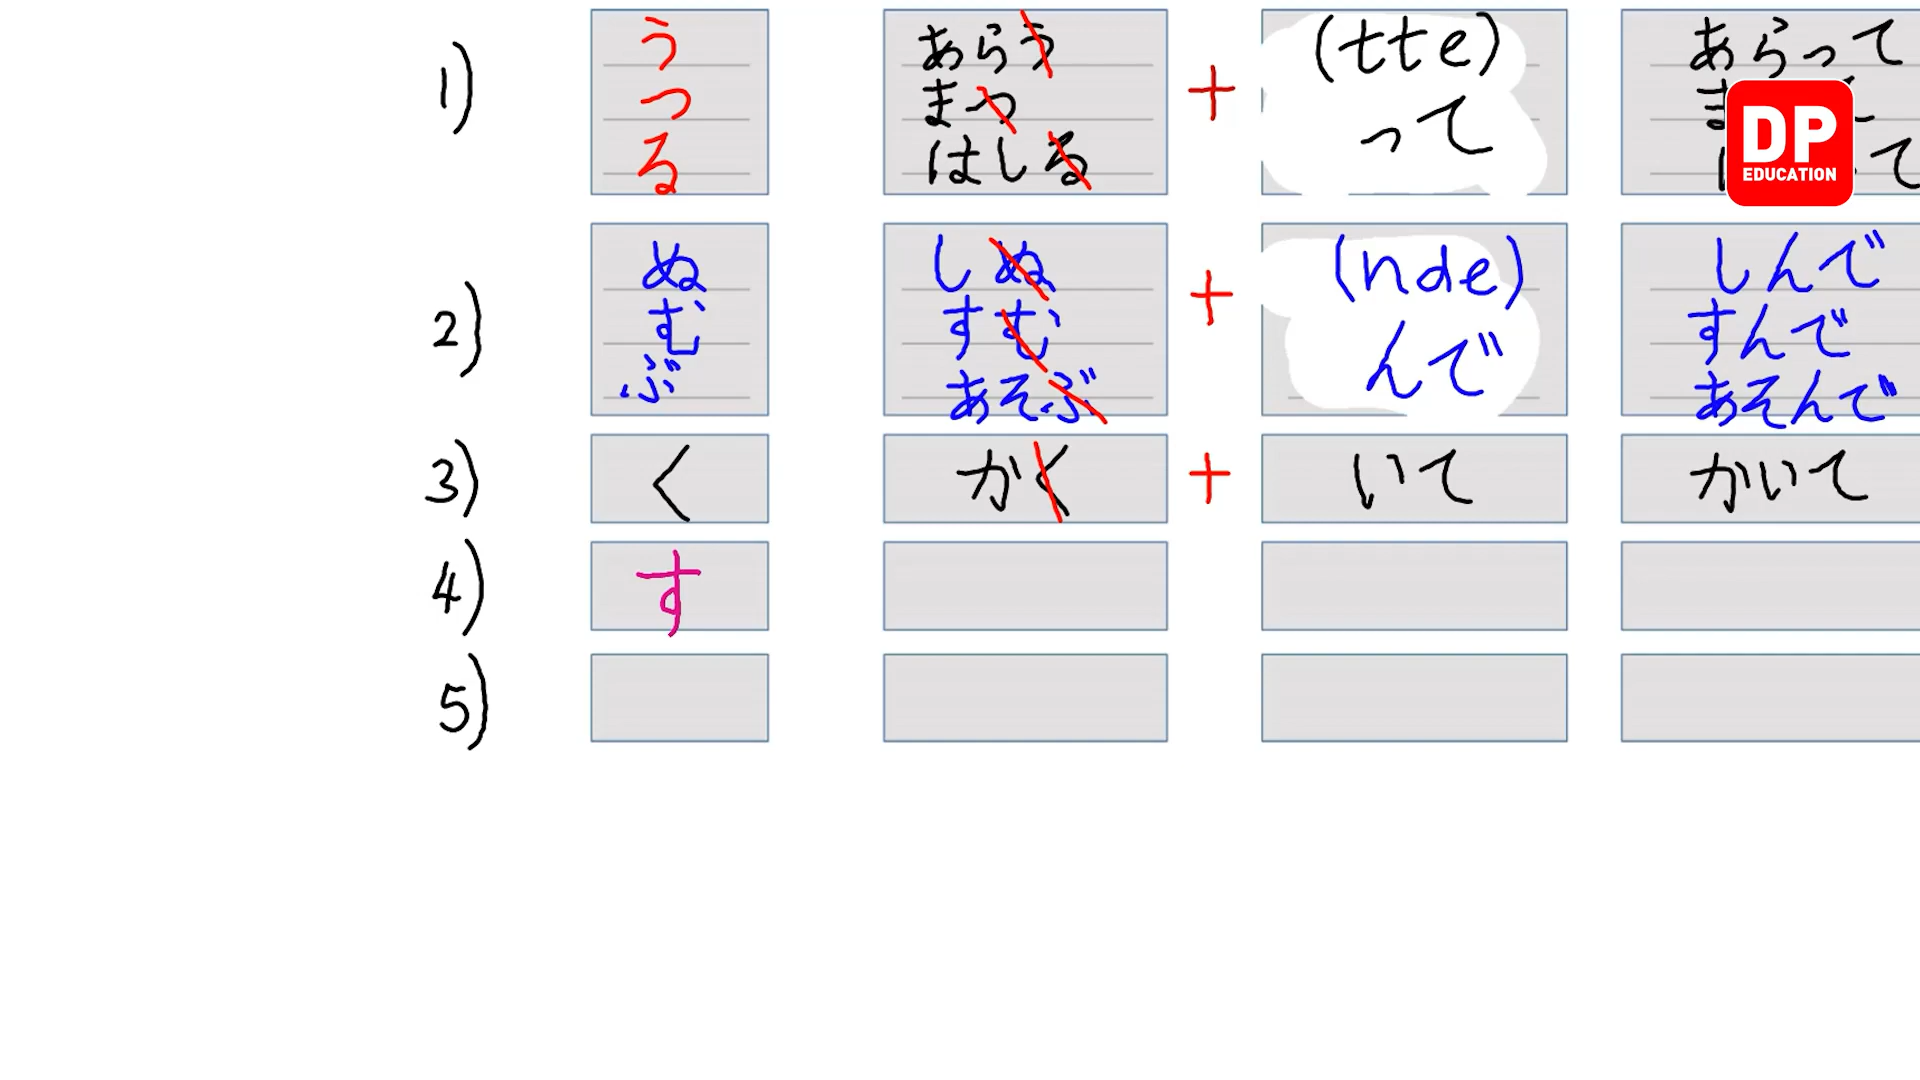 1) う あらう + (tte) あらって
つ まつ って
る はしる
2) ぬ しぬ + (nde) しんで
む すむ んで すんで
ぶ あそぶ あそんで
3) く かく + いて かいて
4) す
5)
DP
EDUCATION